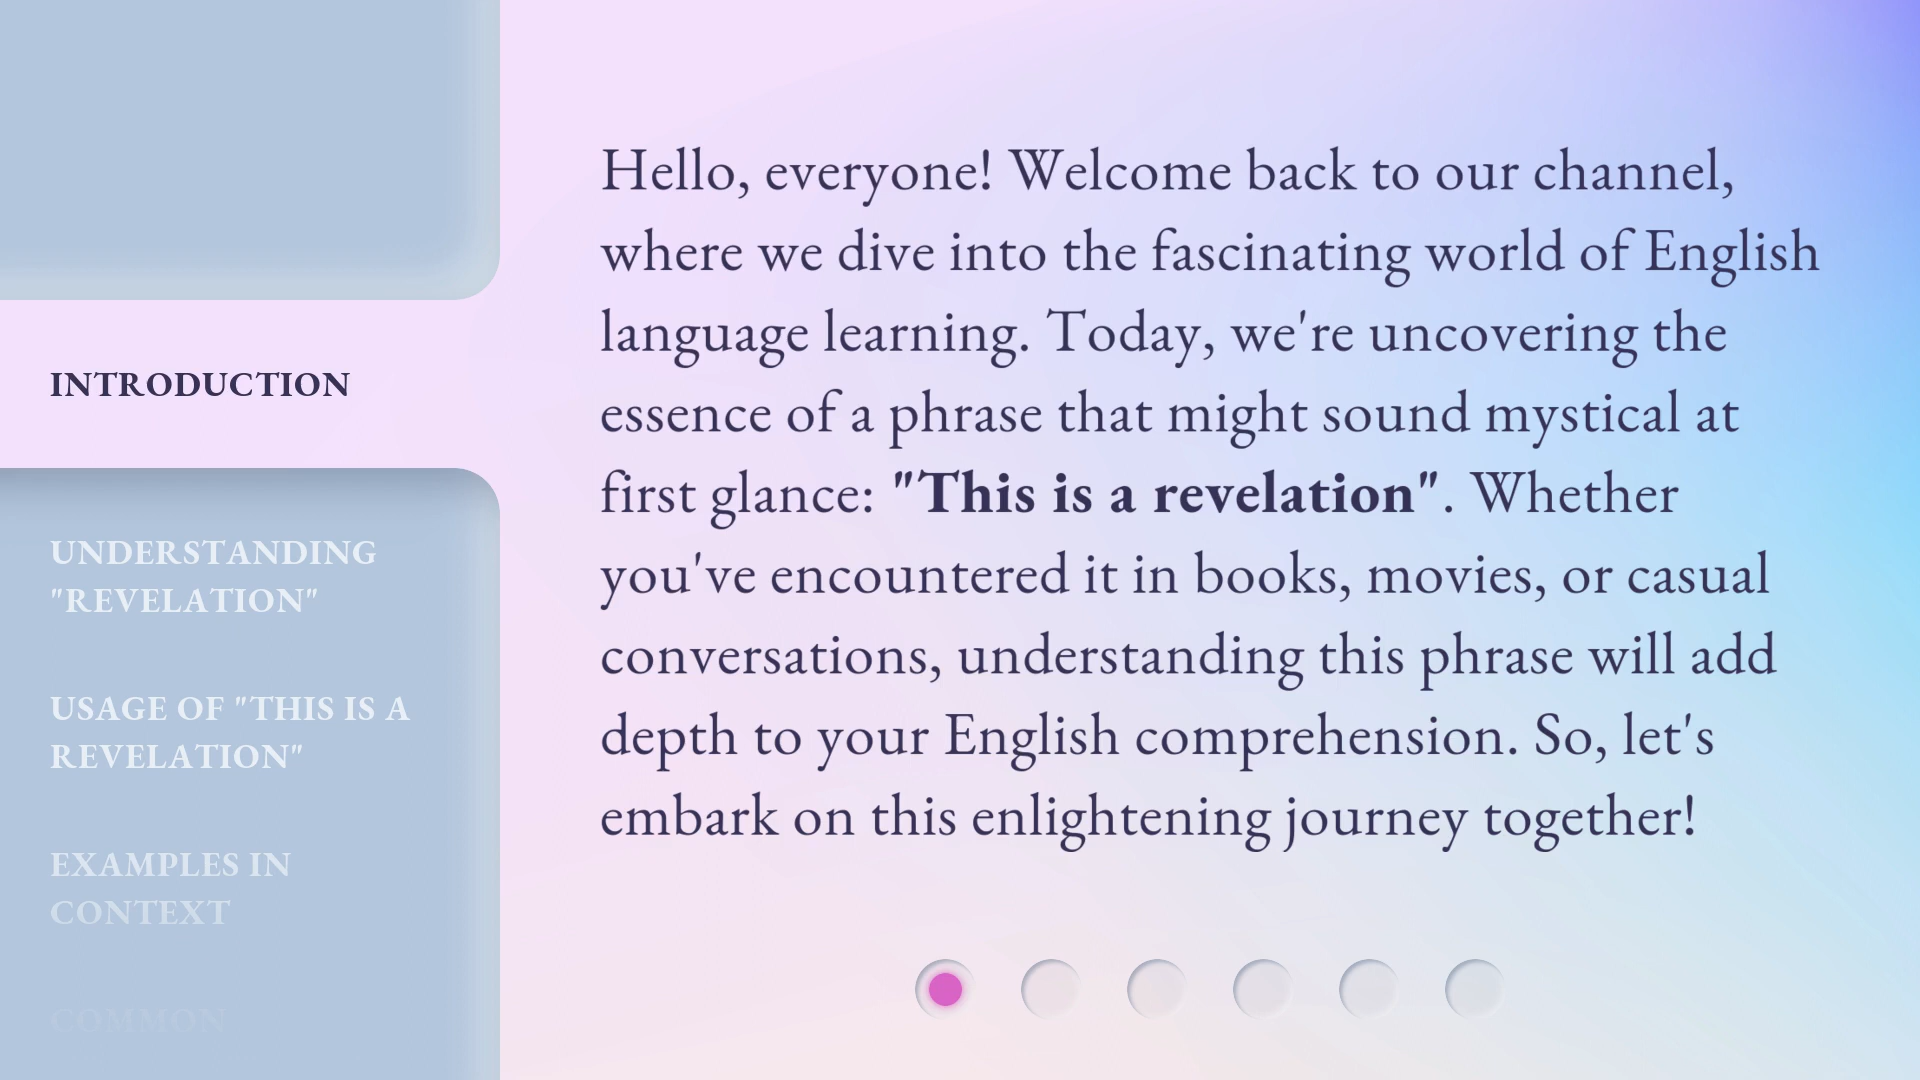 INTRODUCTION
UNDERSTANDING
"REVELATION"
USAGE OF "THIS IS A
REVELATION"
EXAMPLES IN
CONTEXT
COMMON
Hello, everyone! Welcome back to our channel,
where we dive into the fascinating world of English
language learning. Today, we're uncovering the
essence of a phrase that might sound mystical at
first glance: "This is a revelation". Whether
you've encountered it in books, movies, or casual
conversations, understanding this phrase will add
depth to your English comprehension. So, let's
embark on this enlightening journey together!